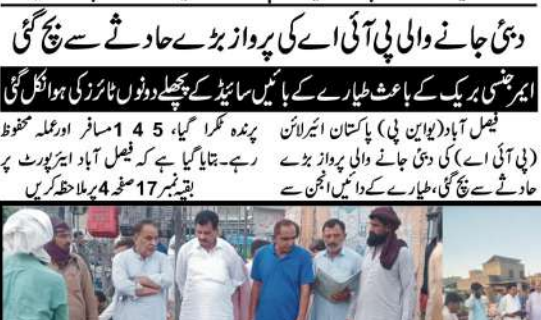 دبئی جانے والی پی آئی اے کی پرواز بڑے حادثے سے بچ گئی
ایمرجنسی بریک کے باعث طیارے کے بائیں سائیڈ کے پچھلے دونوں ٹائرز کی ہوا نکل گئی
فیصل آباد (یو این پی) پاکستان ائیر لائن
(پی آئی اے) کی دبئی جانے والی پرواز بڑے
حادثے سے بچ گئی، طیارے کے دائیں انجن سے
پرندہ ٹکرا گیا، 145 مسافر اور عملہ محفوظ
رہے۔ بتایا گیا ہے کہ فیصل آباد ایئرپورٹ پر
بقیہ نمبر 17 صفحہ 4 پر ملاحظہ کریں